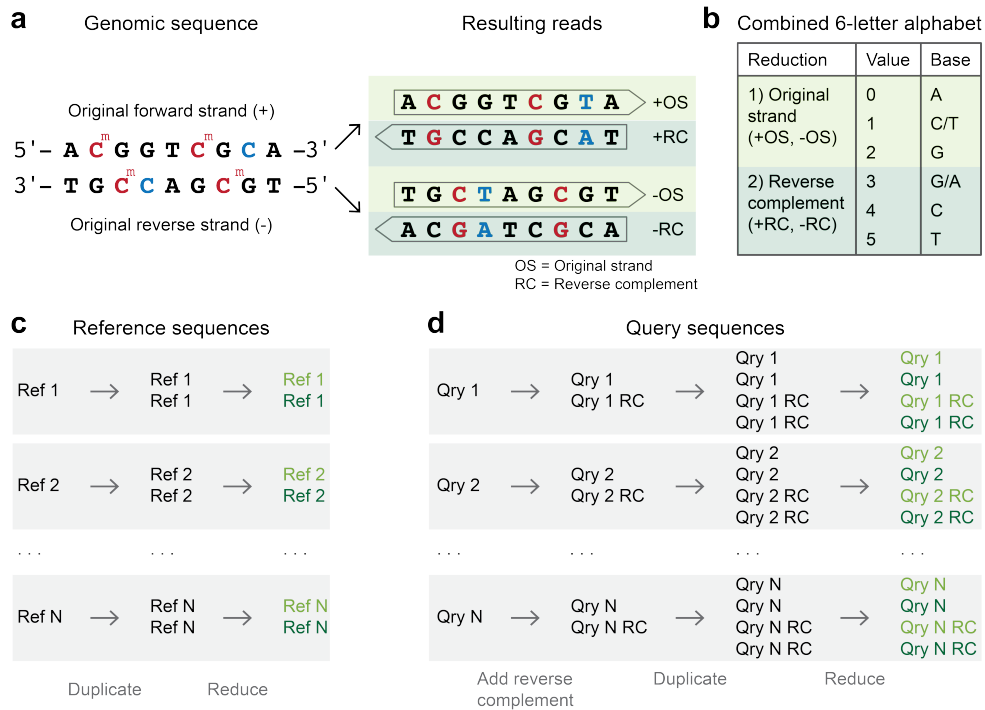 a
Genomic sequence
Resulting reads
Original forward strand (+)
m m
5'– A C G G T C G C A –3'
m m
3'– T G C C A G C G T –5'
Original reverse strand (-)
A C G G T C G T A +OS
T G C C A G C A T +RC
T G C T A G C G T -OS
A C G A T C G C A -RC
OS = Original strand
RC = Reverse complement
b
Combined 6-letter alphabet
Reduction Value Base
1) Original strand (+OS, -OS)
0 A
1 C/T
2 G
2) Reverse complement (+RC, -RC)
3 G/A
4 C
5 T
c
Reference sequences
Ref 1 → Ref 1 → Ref 1
Ref 1 Ref 1
Ref 2 → Ref 2 → Ref 2
Ref 2 Ref 2
. . . . . . . . .
Ref N → Ref N → Ref N
Ref N Ref N
Duplicate Reduce
d
Query sequences
Qry 1
Qry 1
Qry 1 RC
Qry 1
Qry 1
Qry 1 RC
Qry 1 RC
Qry 1
Qry 1
Qry 1 RC
Qry 1 RC
Qry 2
Qry 2
Qry 2 RC
Qry 2
Qry 2
Qry 2 RC
Qry 2 RC
Qry 2
Qry 2
Qry 2 RC
Qry 2 RC
. . . . . . . . . . . .
Qry N
Qry N
Qry N RC
Qry N
Qry N
Qry N RC
Qry N RC
Qry N
Qry N
Qry N RC
Qry N RC
Add reverse
complement
Duplicate
Reduce